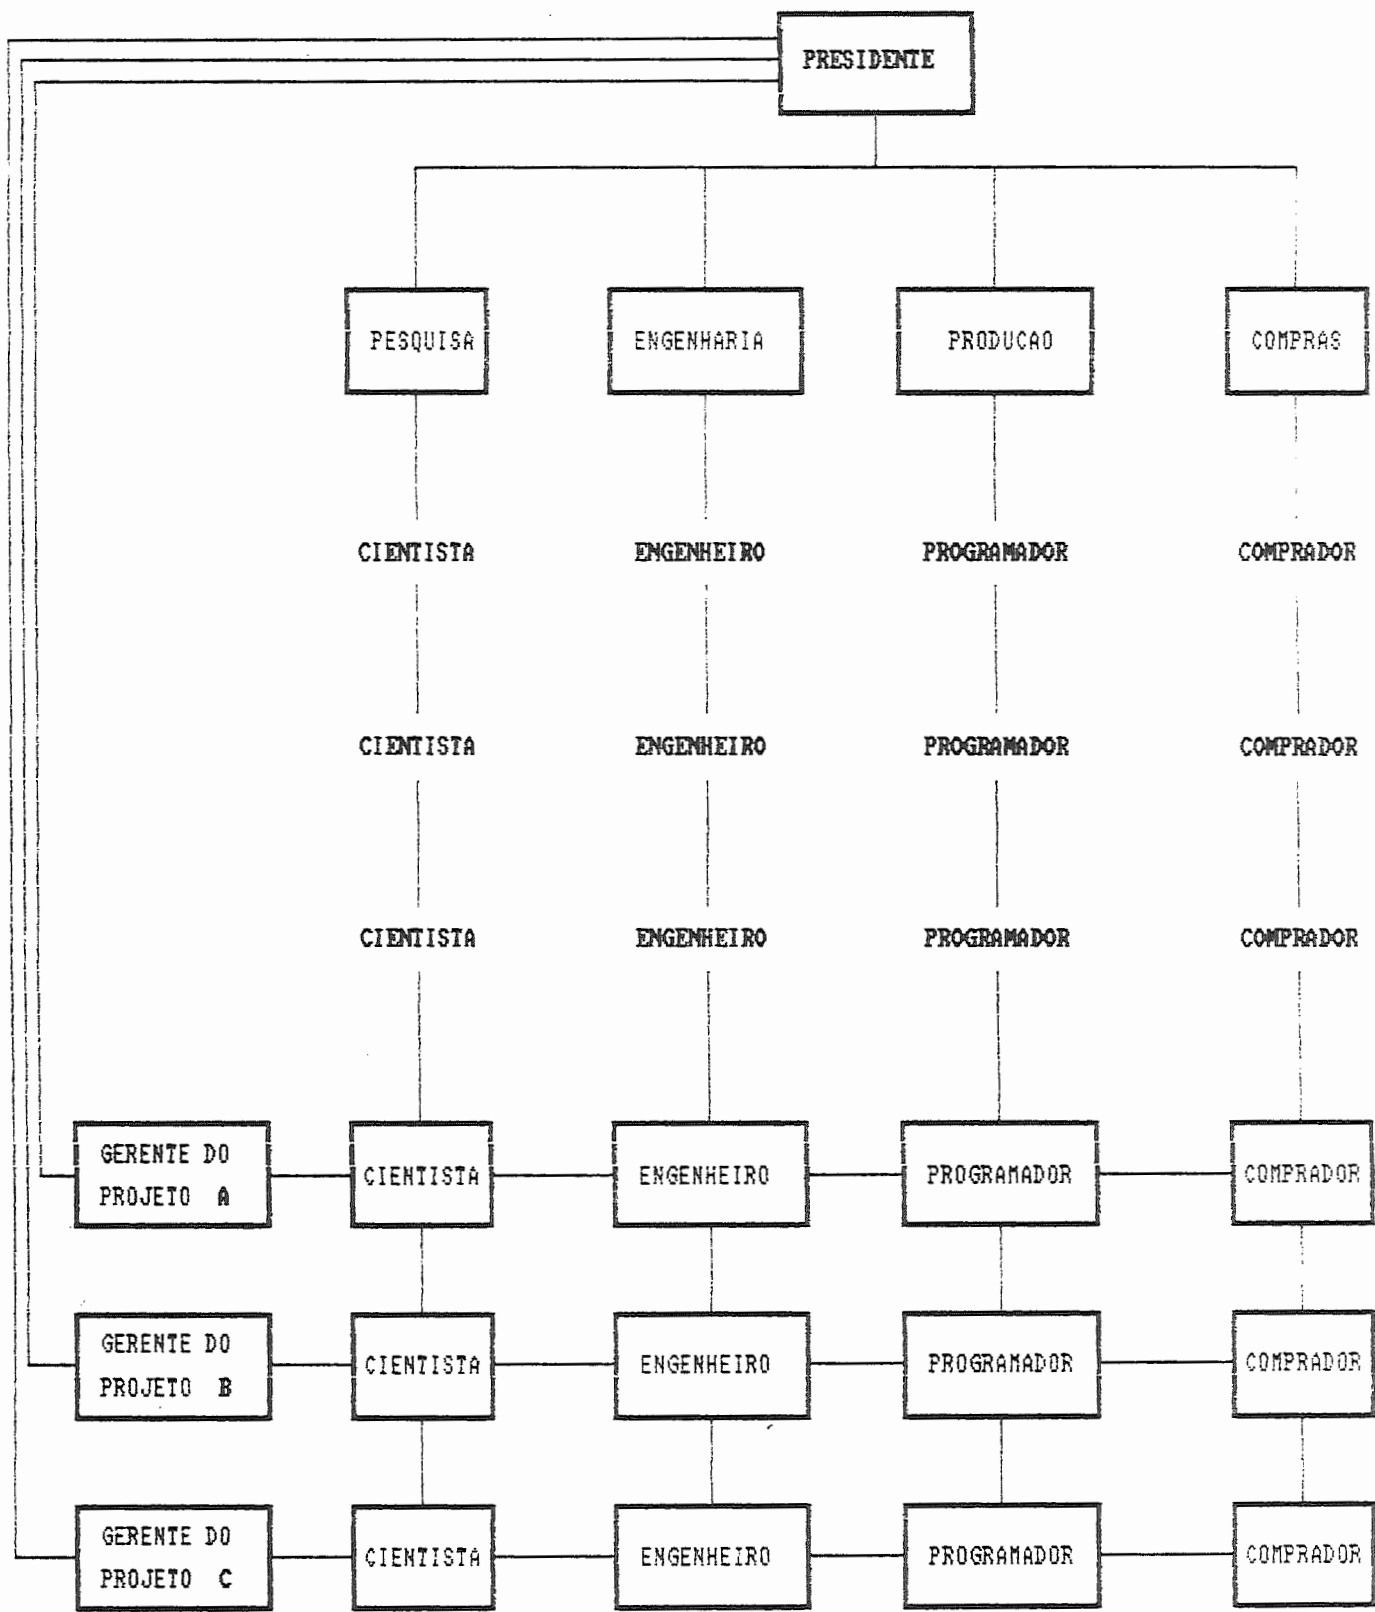 PRESIDENTE
PESQUISA ENGENHARIA PRODUCAO COMPRAS
CIENTISTA ENGENHEIRO PROGRAMADOR COMPRADOR
CIENTISTA ENGENHEIRO PROGRAMADOR COMPRADOR
CIENTISTA ENGENHEIRO PROGRAMADOR COMPRADOR
GERENTE DO
PROJETO A
CIENTISTA ENGENHEIRO PROGRAMADOR COMPRADOR
GERENTE DO
PROJETO B
CIENTISTA ENGENHEIRO PROGRAMADOR COMPRADOR
GERENTE DO
PROJETO C
CIENTISTA ENGENHEIRO PROGRAMADOR COMPRADOR